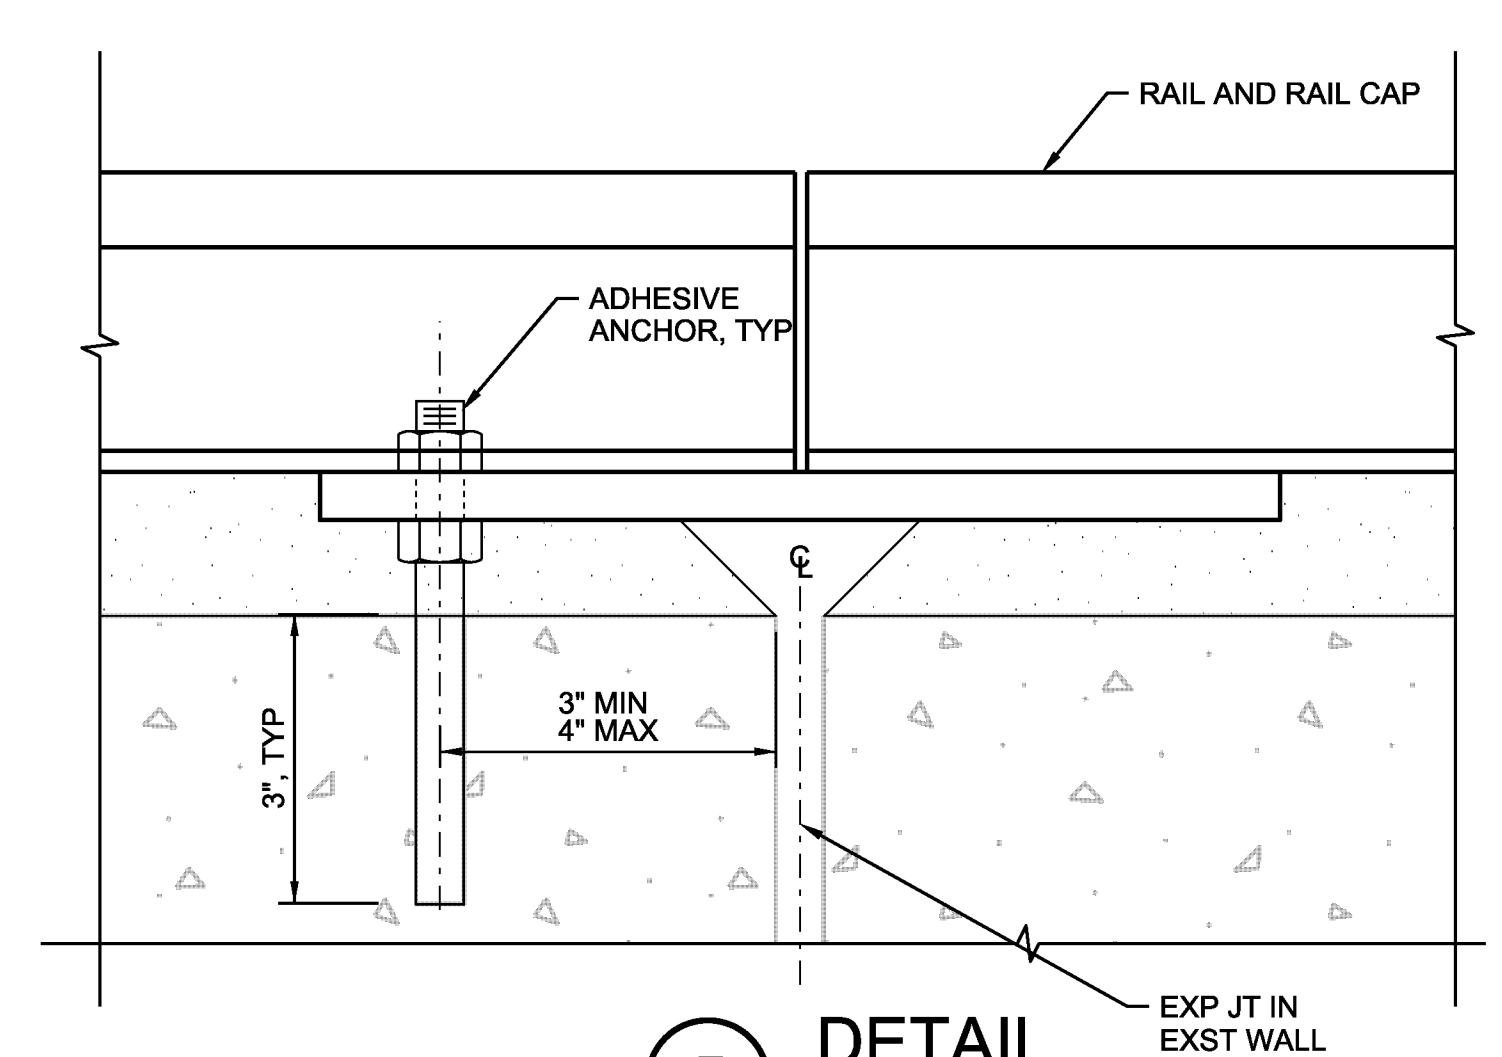 RAIL AND RAIL CAP
ADHESIVE
ANCHOR, TYP
℄
3" MIN
4" MAX
3", TYP
EXP JT IN
EXST WALL
DETAIL